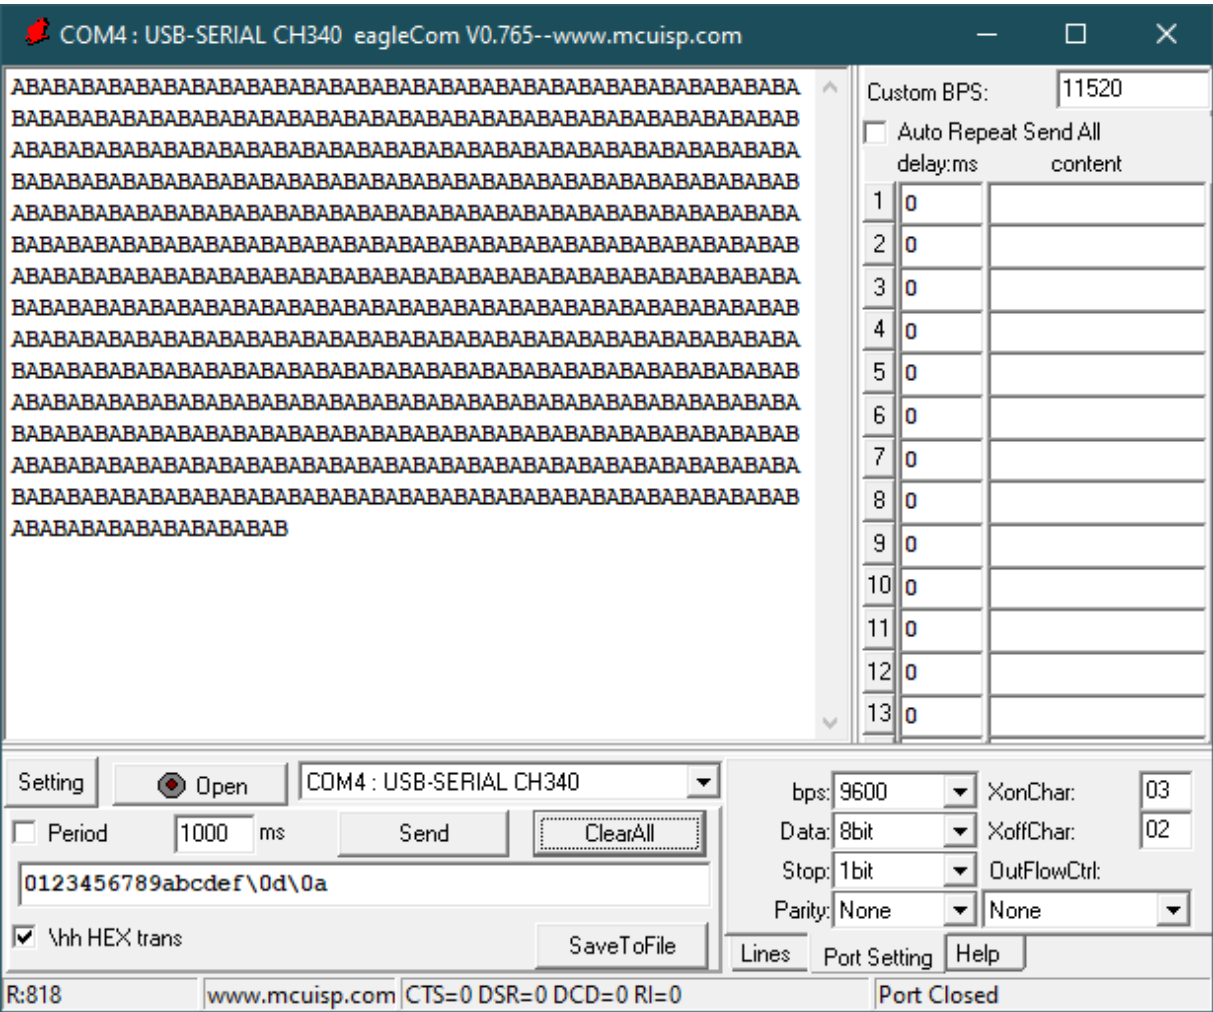 COM4 : USB-SERIAL CH340 eagleCom V0.765--www.mcuisp.com
ABABABABABABABABABABABABABABABABABABABABABABABABABABABABA
BABABABABABABABABABABABABABABABABABABABABABABABABABABABAB
ABABABABABABABABABABABABABABABABABABABABABABABABABABABABA
BABABABABABABABABABABABABABABABABABABABABABABABABABABABAB
ABABABABABABABABABABABABABABABABABABABABABABABABABABABABA
BABABABABABABABABABABABABABABABABABABABABABABABABABABABAB
ABABABABABABABABABABABABABABABABABABABABABABABABABABABABA
BABABABABABABABABABABABABABABABABABABABABABABABABABABABAB
ABABABABABABABABABABABABABABABABABABABABABABABABABABABABA
BABABABABABABABABABABABABABABABABABABABABABABABABABABABAB
ABABABABABABABABABABABABABABABABABABABABABABABABABABABABA
BABABABABABABABABABABABABABABABABABABABABABABABABABABABAB
ABABABABABABABABABABABABABABABABABABABABABABABABABABABABA
BABABABABABABABABABABABABABABABABABABABABABABABABABABABAB
ABABABABABABABABABAB
Custom BPS: 11520
Auto Repeat Send All
delay:ms content
1 0
2 0
3 0
4 0
5 0
6 0
7 0
8 0
9 0
10 0
11 0
12 0
13 0
Setting Open COM4 : USB-SERIAL CH340
Period 1000 ms Send ClearAll
0123456789abcdef\0d\0a
\hh HEX trans SaveToFile
bps: 9600 XonChar: 03
Data: 8bit XoffChar: 02
Stop: 1bit OutFlowCtrl:
Parity: None None
Lines Port Setting Help
R:818 www.mcuisp.com CTS=0 DSR=0 DCD=0 RI=0 Port Closed